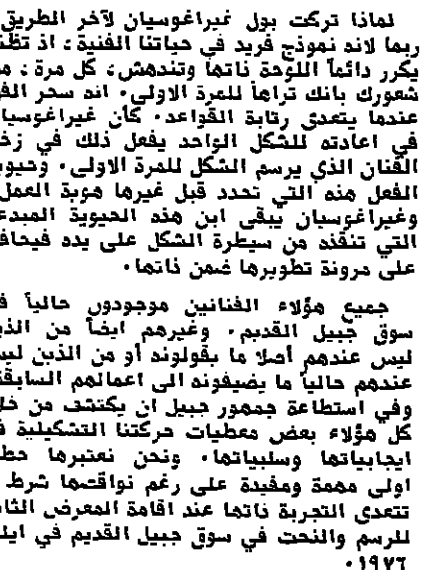 لماذا تركت بول غيراغوسيان لآخر الطريق
ربما لانه نموذج فريد في حياتنا الفنية ؛ اذ تظن
يكرر دائماً اللوحة ذاتها وتندهش ؛ كل مرة ؛
شعورك بانك تراها للمرة الاولى . انه سحر الف
عندما يتعدى رتابة القواعد . كأن غيراغوسيا
في اعادته للشكل الواحد يفعل ذلك في زخ
الفنان الذي يرسم الشكل للمرة الاولى . وحيوي
الفعل هذه التي تحدد قبل غيرها هوية العمل
وغيراغوسيان يبقى ابن هذه الحيوية المبدع
التي تنقذه من سيطرة الشكل على يده فيحاف
على مرونة تطويرها ضمن ذاتها .
جميع هؤلاء الفنانين موجودون حالياً ف
سوق جبيل القديم . وغيرهم ايضاً من الذي
ليس عندهم أصلا ما يقولونه أو من الذين ليس
عندهم حالياً ما يضيفونه الى اعمالهم السابقة
وفي استطاعة جمهور جبيل ان يكتشف من خلا
كل هؤلاء بعض معطيات حركتنا التشكيلية ف
ايجابياتها وسلبياتها . ونحن نعتبرها خط
اولى مهمة ومفيدة على رغم نواقصها شرط
تتعدى التجربة ذاتها عند اقامة المعرض الثا
للرسم والنحت في سوق جبيل القديم في ايل
١٩٧٦ .